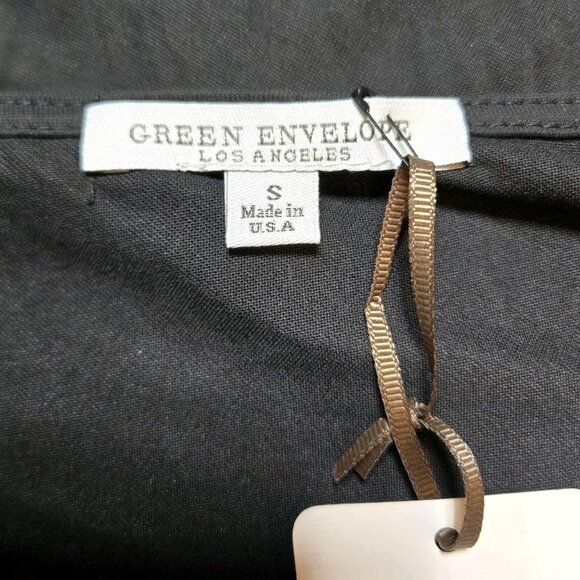 GREEN ENVELOPE
LOS ANGELES
S
Made in
U.S.A